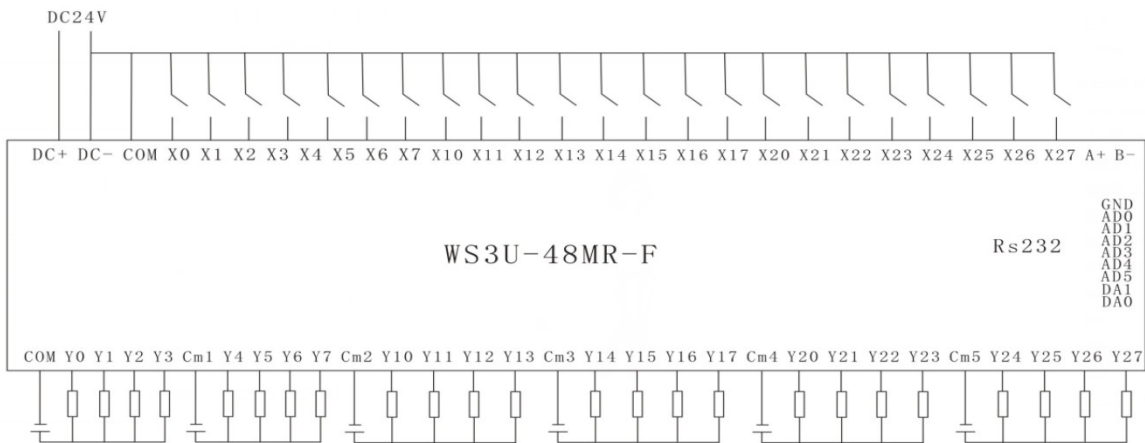 DC24V
DC+ DC- COM X0 X1 X2 X3 X4 X5 X6 X7 X10 X11 X12 X13 X14 X15 X16 X17 X20 X21 X22 X23 X24 X25 X26 X27 A+ B-
GND
AD0
AD1
AD2
AD3
AD4
AD5
DA1
DA0
WS3U-48MR-F
Rs232
COM Y0 Y1 Y2 Y3 Cm1 Y4 Y5 Y6 Y7 Cm2 Y10 Y11 Y12 Y13 Cm3 Y14 Y15 Y16 Y17 Cm4 Y20 Y21 Y22 Y23 Cm5 Y24 Y25 Y26 Y27